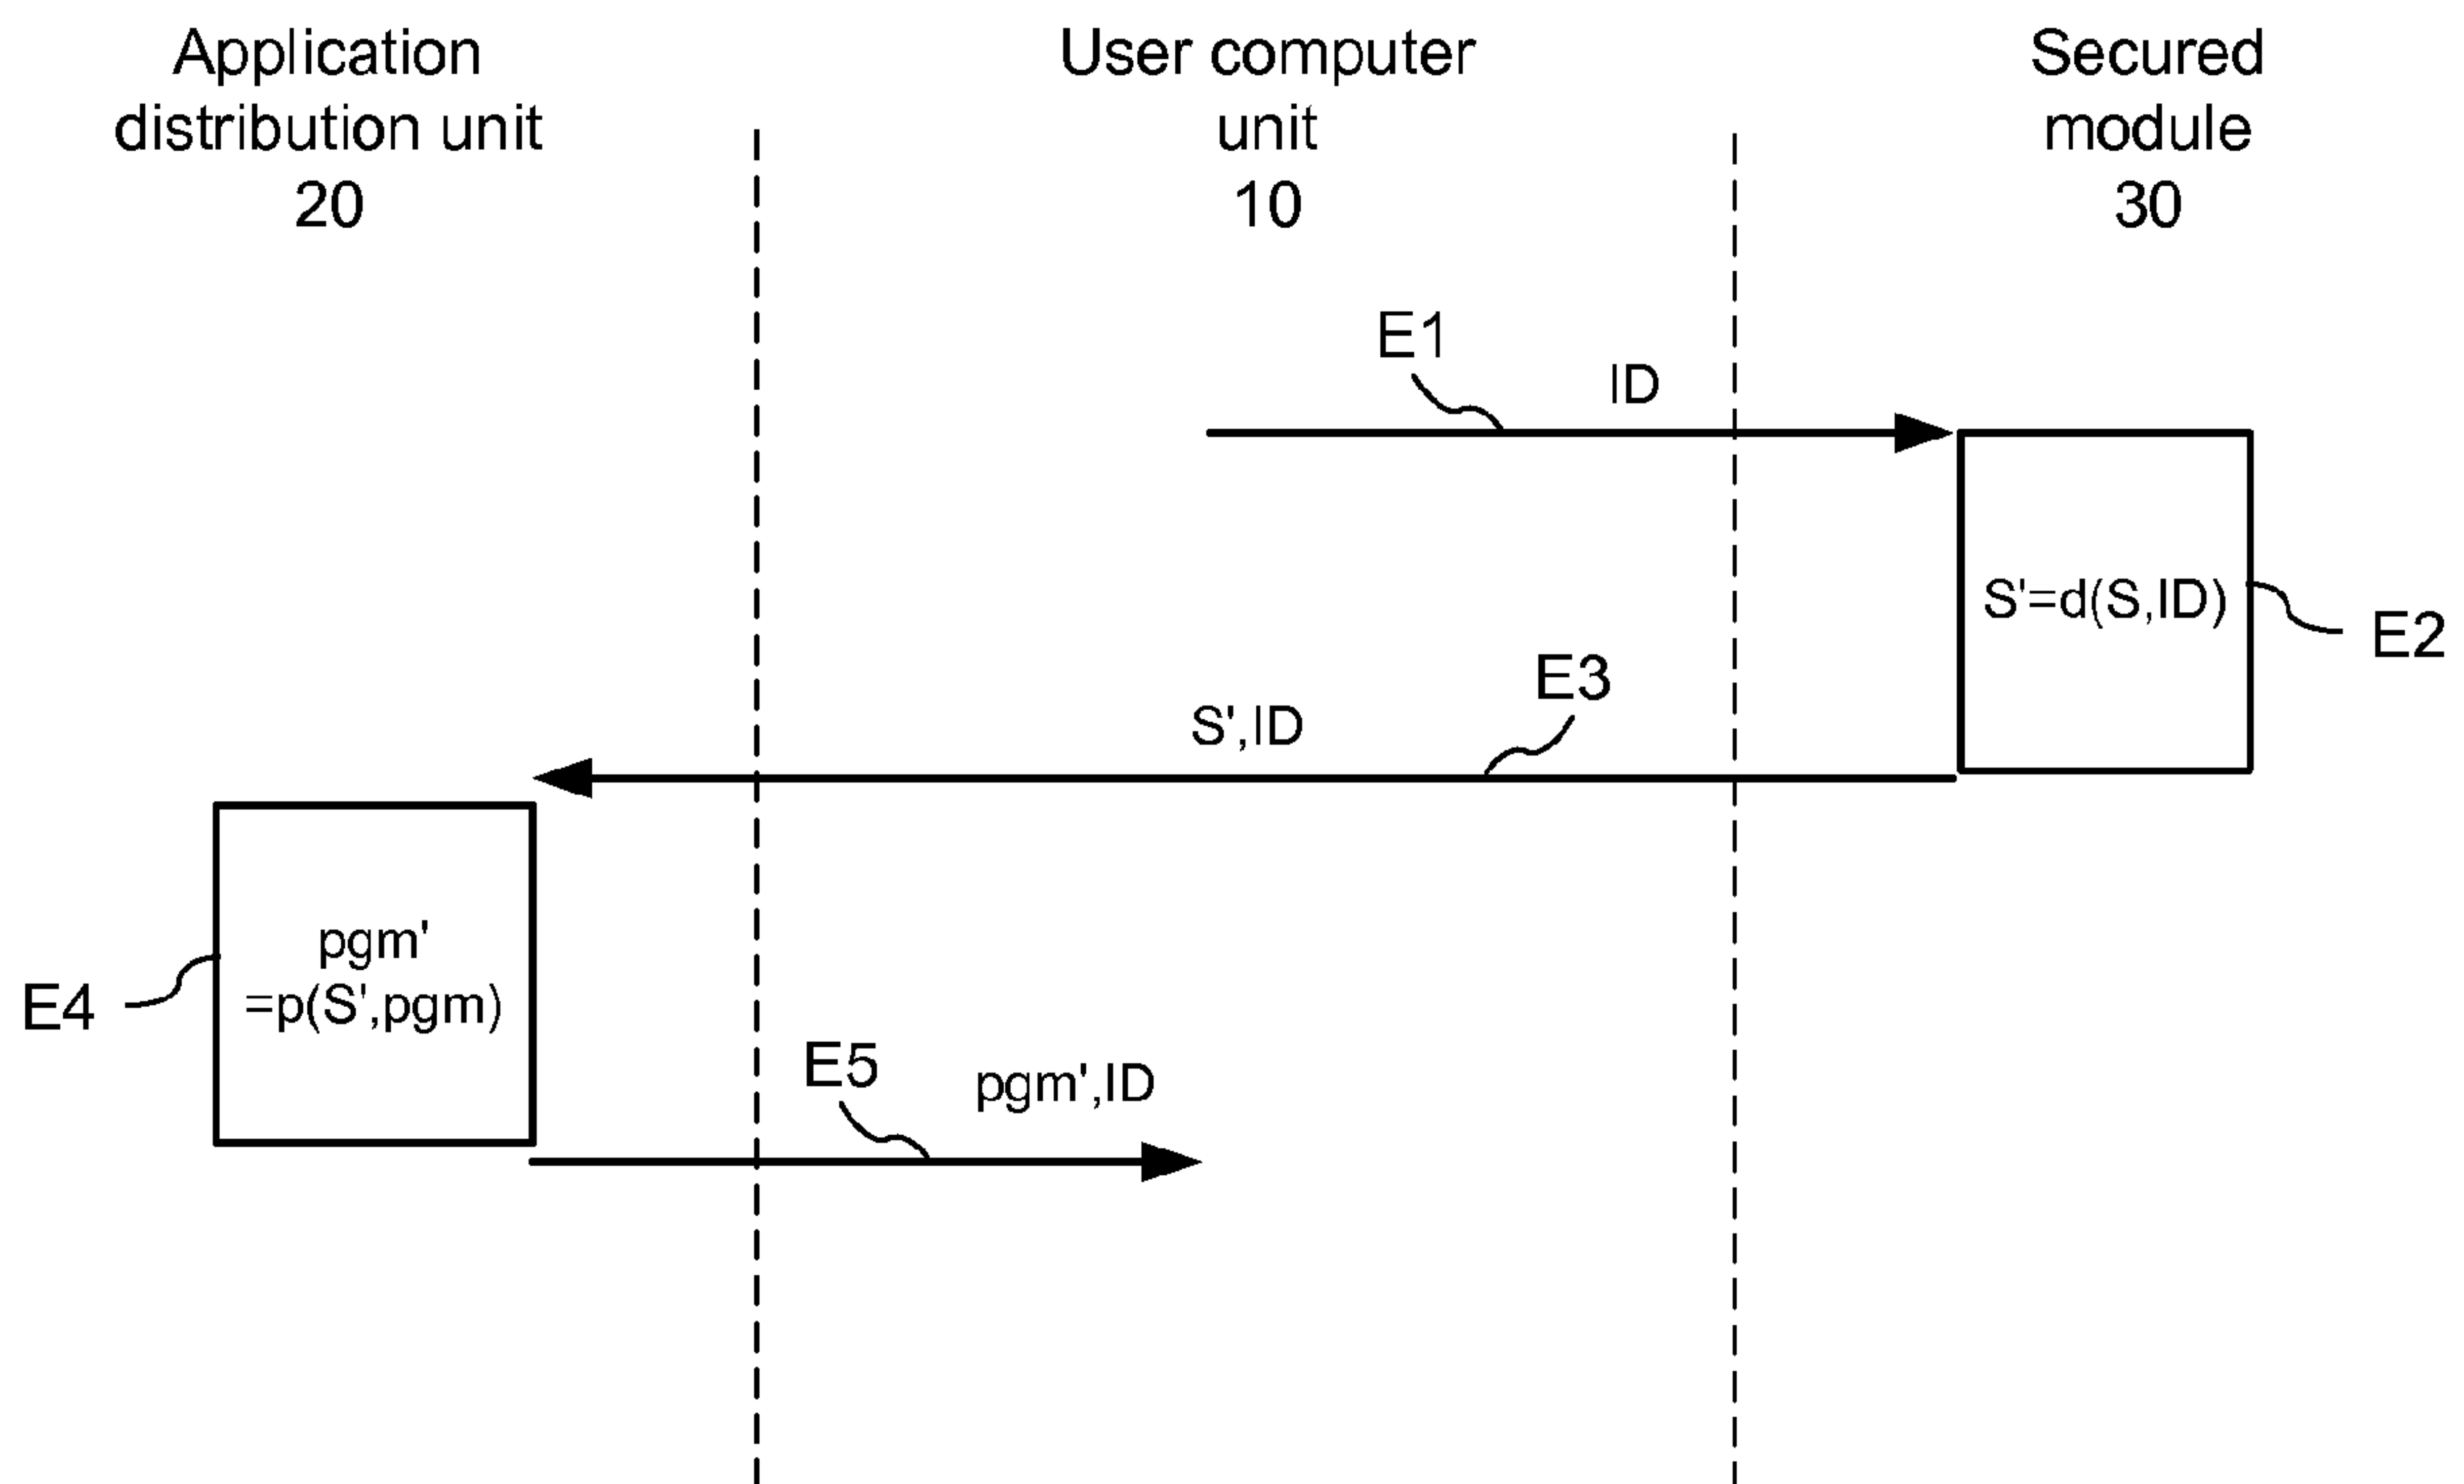 Application
distribution unit
20
User computer
unit
10
Secured
module
30
E1
ID
S'=d(S,ID)
E2
E3
S',ID
pgm'
=p(S',pgm)
E4
E5
pgm',ID